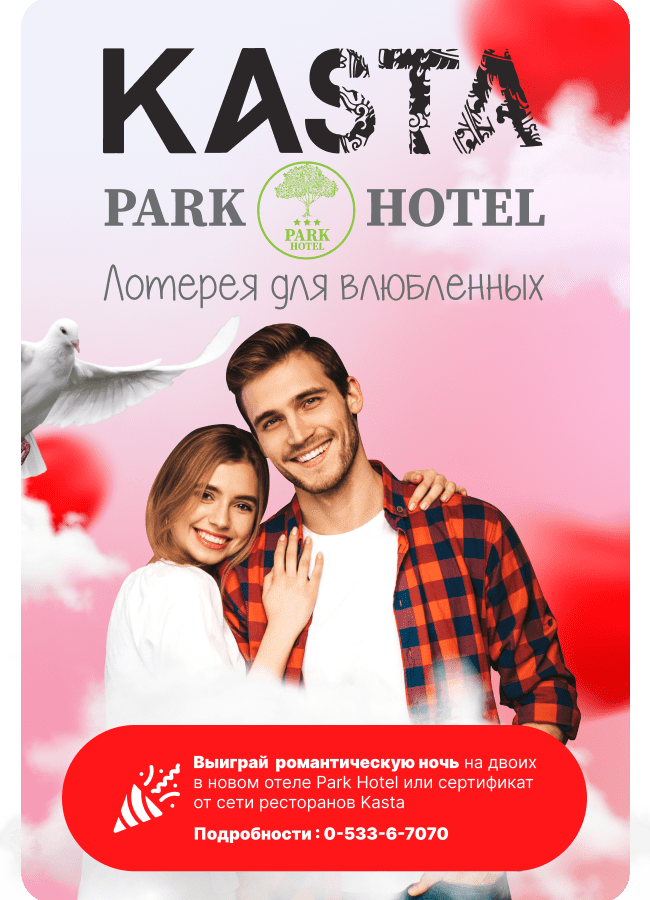 KASTA
PARK HOTEL
PARK
HOTEL
Лотерея для влюбленных
Выиграй романтическую ночь на двоих
в новом отеле Park Hotel или сертификат
от сети ресторанов Kasta
Подробности : 0-533-6-7070